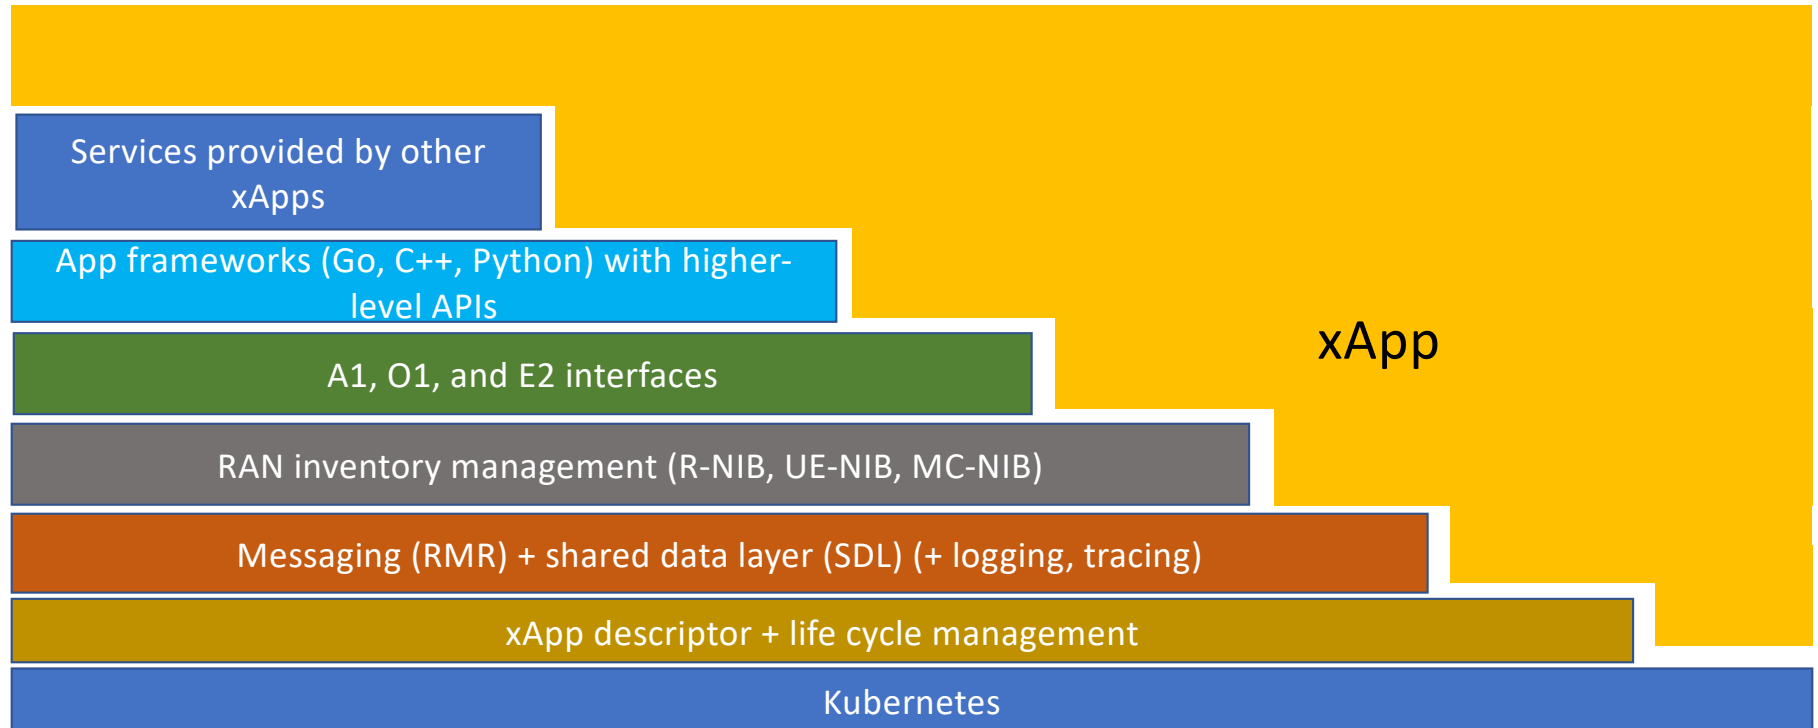 Services provided by other
xApps
App frameworks (Go, C++, Python) with higher-
level APIs
xApp
A1, O1, and E2 interfaces
RAN inventory management (R-NIB, UE-NIB, MC-NIB)
Messaging (RMR) + shared data layer (SDL) (+ logging, tracing)
xApp descriptor + life cycle management
Kubernetes